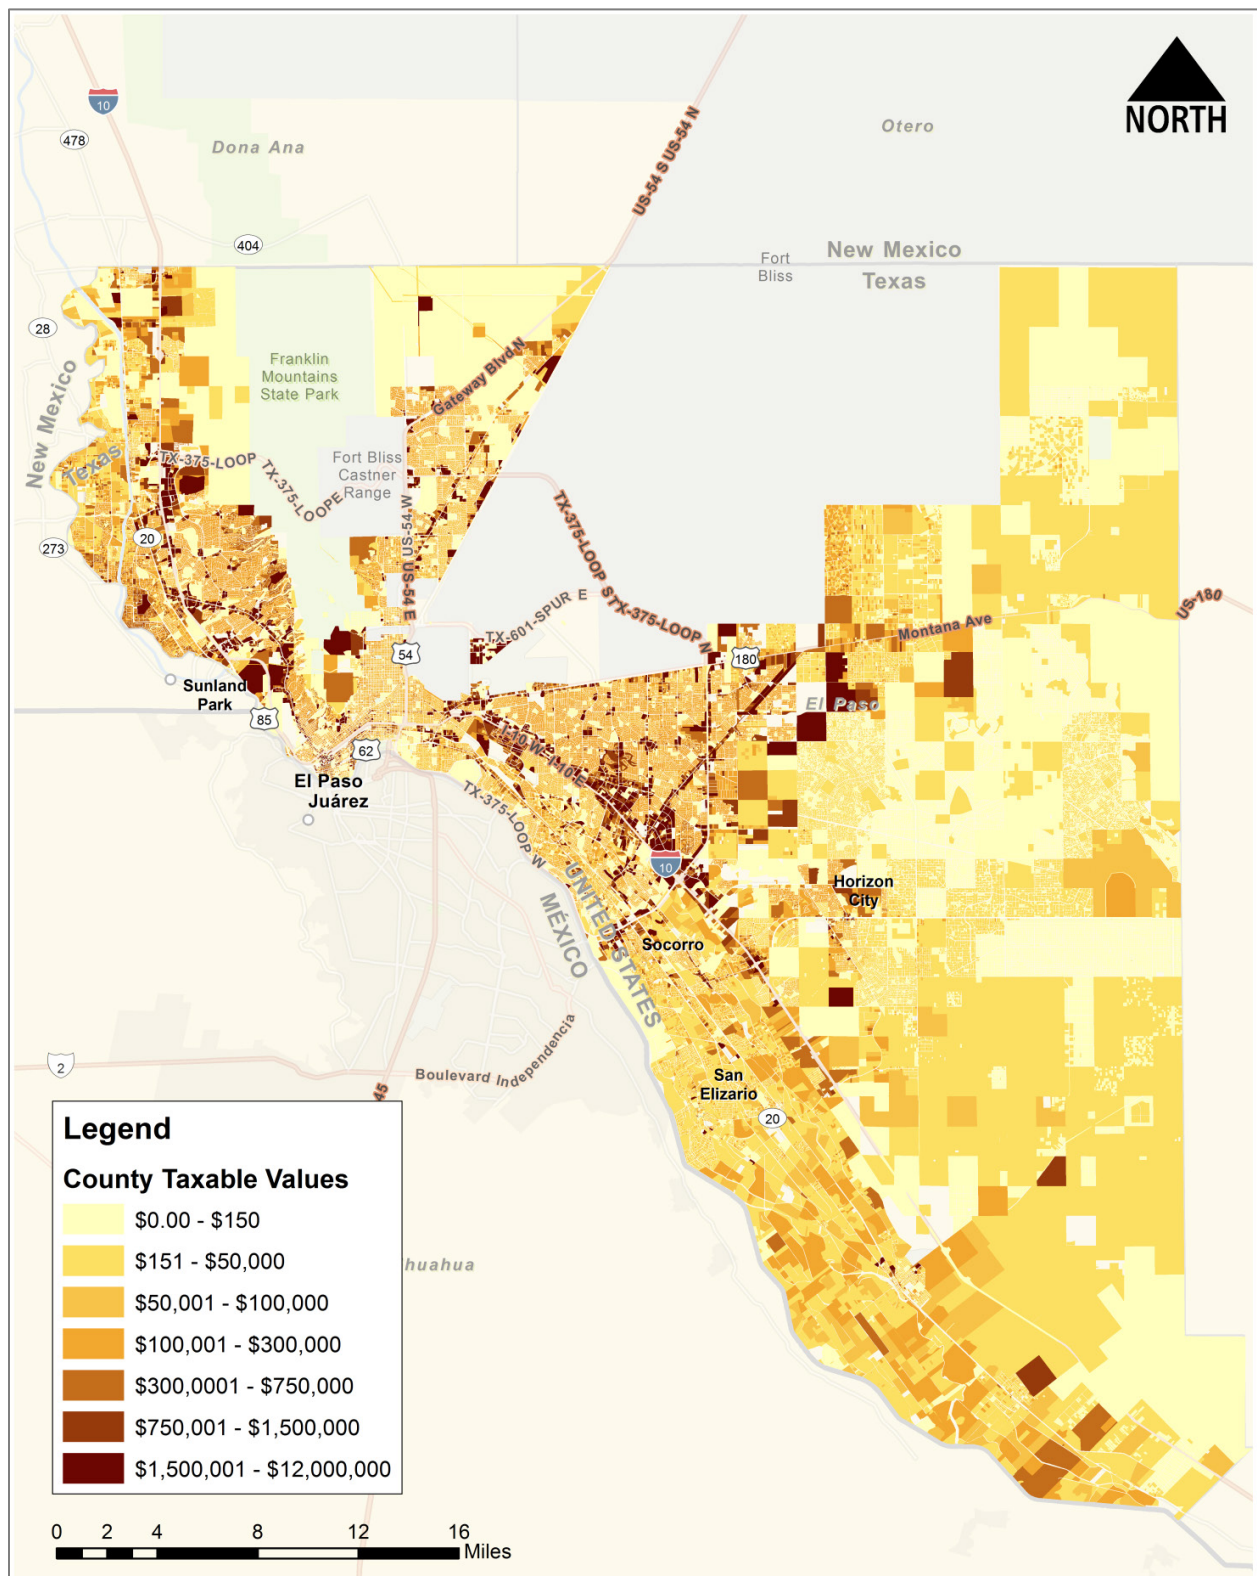 10
NORTH
478
Dona Ana
Otero
US-54 S US-54 N
404
Fort
Bliss
New Mexico
Texas
28
New Mexico
Texas
Franklin
Mountains
State Park
Gateway Blvd N
Fort Bliss
Castner
Range
TX-375-LOOP
TX-375-LOOPE
US-54 W
US-54 E
TX-375-LOOP S
TX-375-LOOP N
20
273
TX-601-SPUR E
US-180
Montana Ave
54
180
Sunland
Park
85
El Paso
62
I-10-W
I-10-E
El Paso
Juárez
TX-375-LOOP W
10
Horizon
City
UNITED STATES
MÉXICO
Socorro
2
Boulevard Independencia
45
San
Elizario
20
huahua
Legend
County Taxable Values
$0.00 - $150
$151 - $50,000
$50,001 - $100,000
$100,001 - $300,000
$300,0001 - $750,000
$750,001 - $1,500,000
$1,500,001 - $12,000,000
0 2 4 8 12 16
Miles